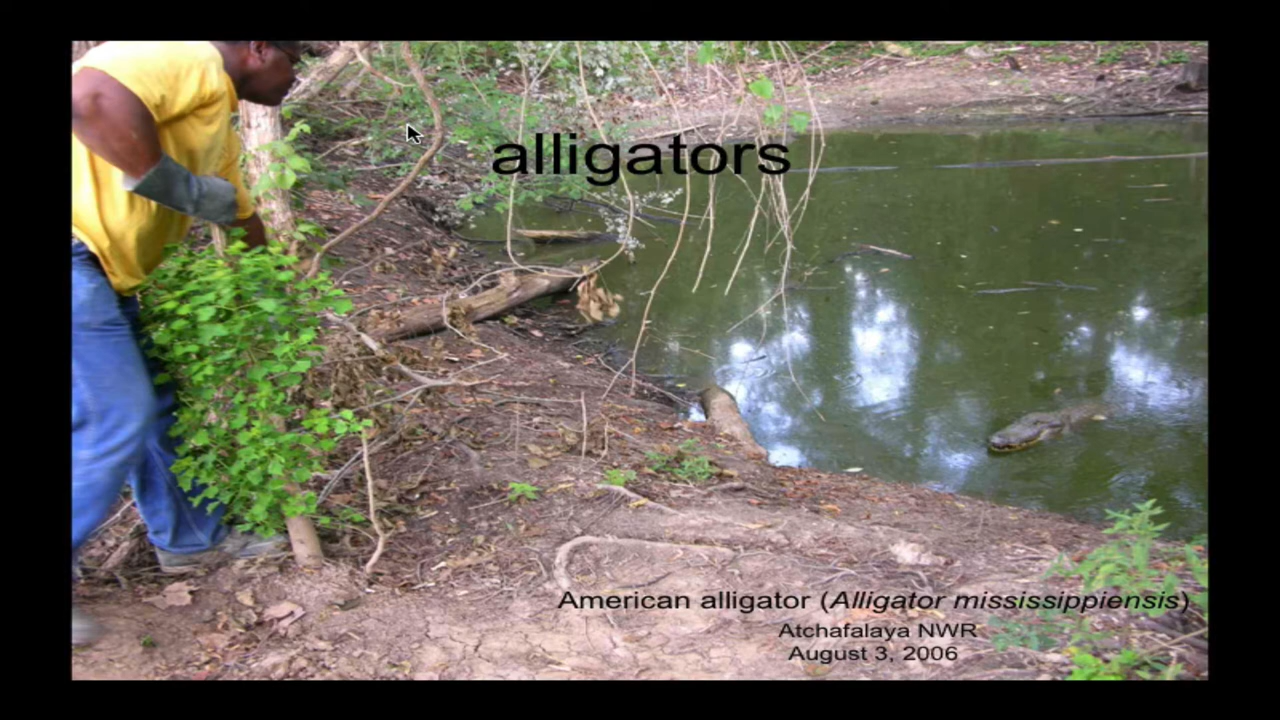 alligators
American alligator (Alligator mississippiensis)
Atchafalaya NWR
August 3, 2006